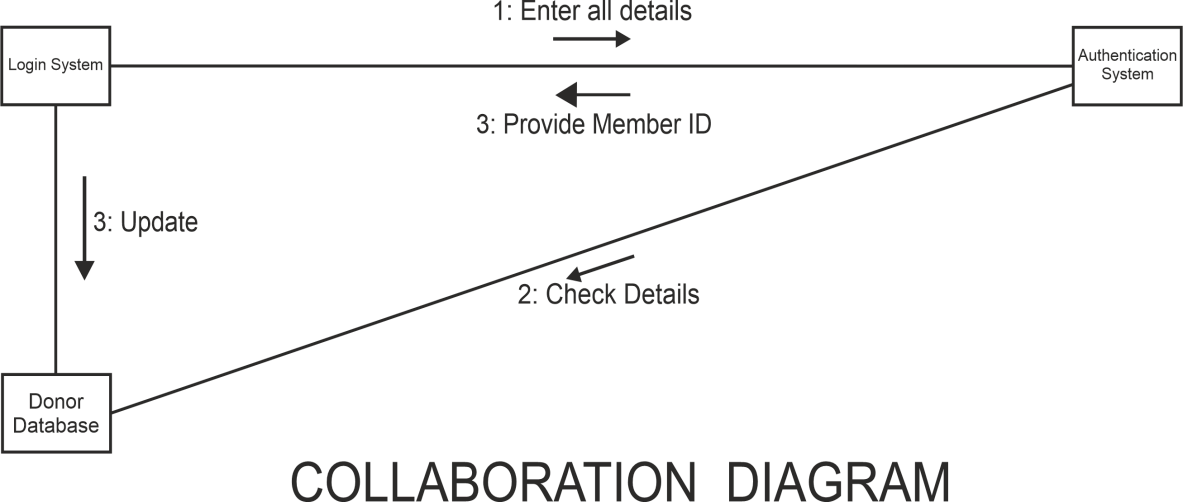 1: Enter all details
Login System
Authentication
System
3: Provide Member ID
3: Update
2: Check Details
Donor
Database
COLLABORATION DIAGRAM